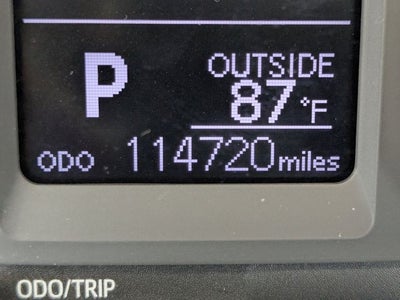 P
OUTSIDE
87°F
ODO 114720 miles
ODO/TRIP